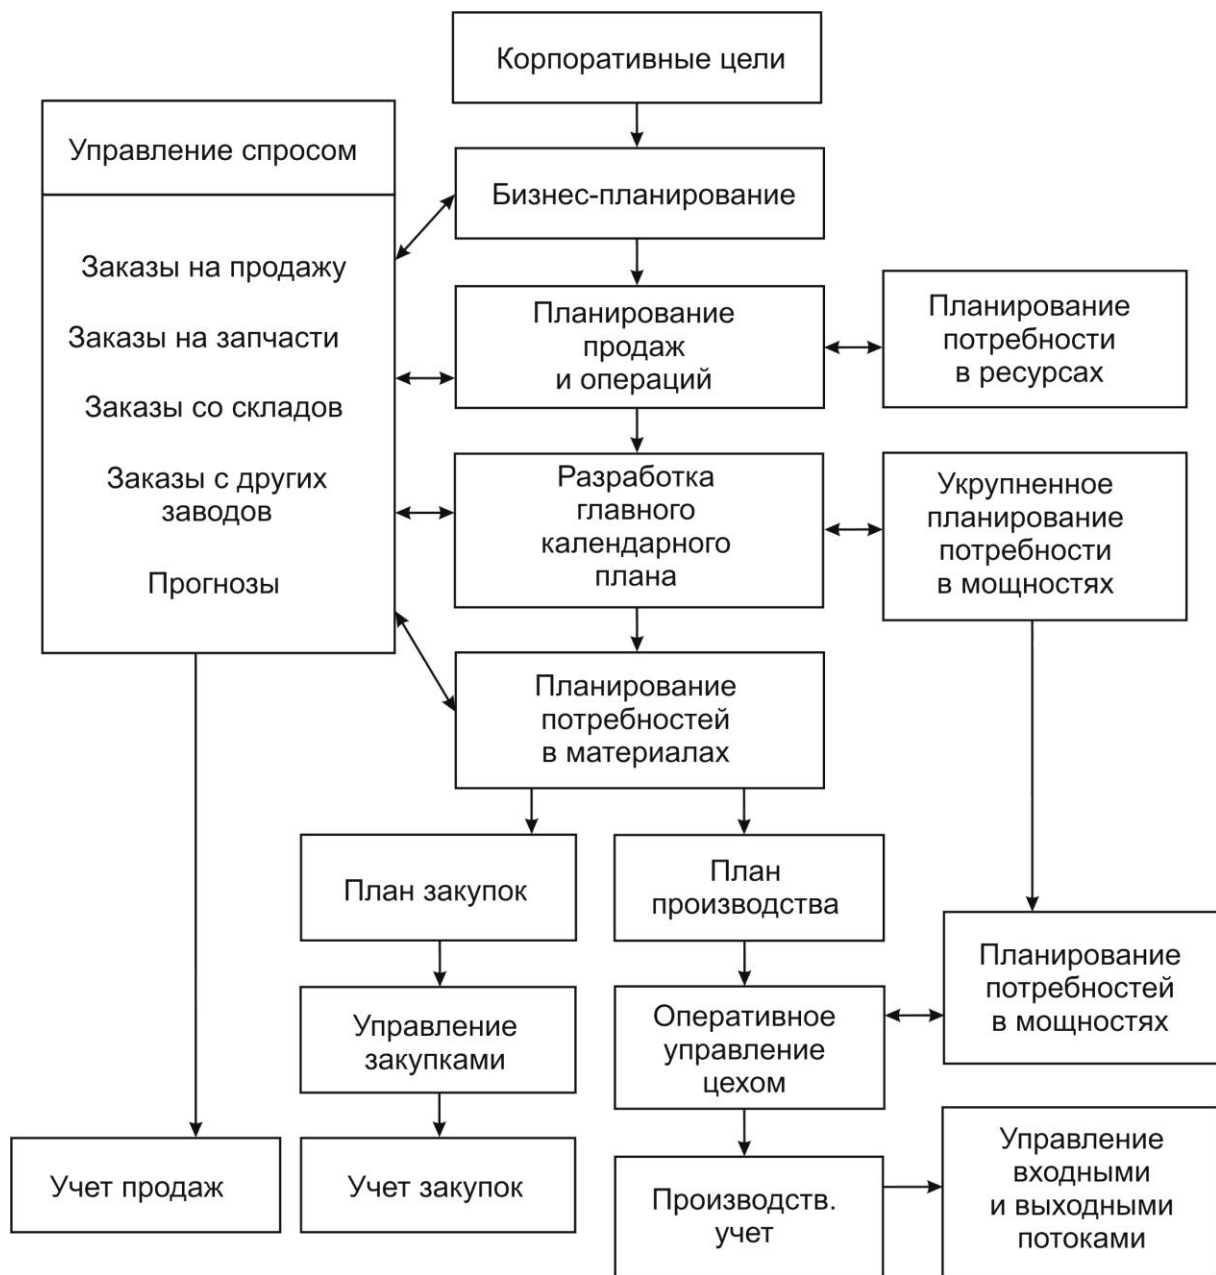 Корпоративные цели
Управление спросом
Заказы на продажу
Заказы на запчасти
Заказы со складов
Заказы с других
заводов
Прогнозы
Бизнес-планирование
Планирование
продаж
и операций
Планирование
потребности
в ресурсах
Разработка
главного
календарного
плана
Укрупненное
планирование
потребности
в мощностях
Планирование
потребностей
в материалах
План закупок
План
производства
Планирование
потребностей
в мощностях
Управление
закупками
Оперативное
управление
цехом
Учет продаж
Учет закупок
Производств.
учет
Управление
входными
и выходными
потоками